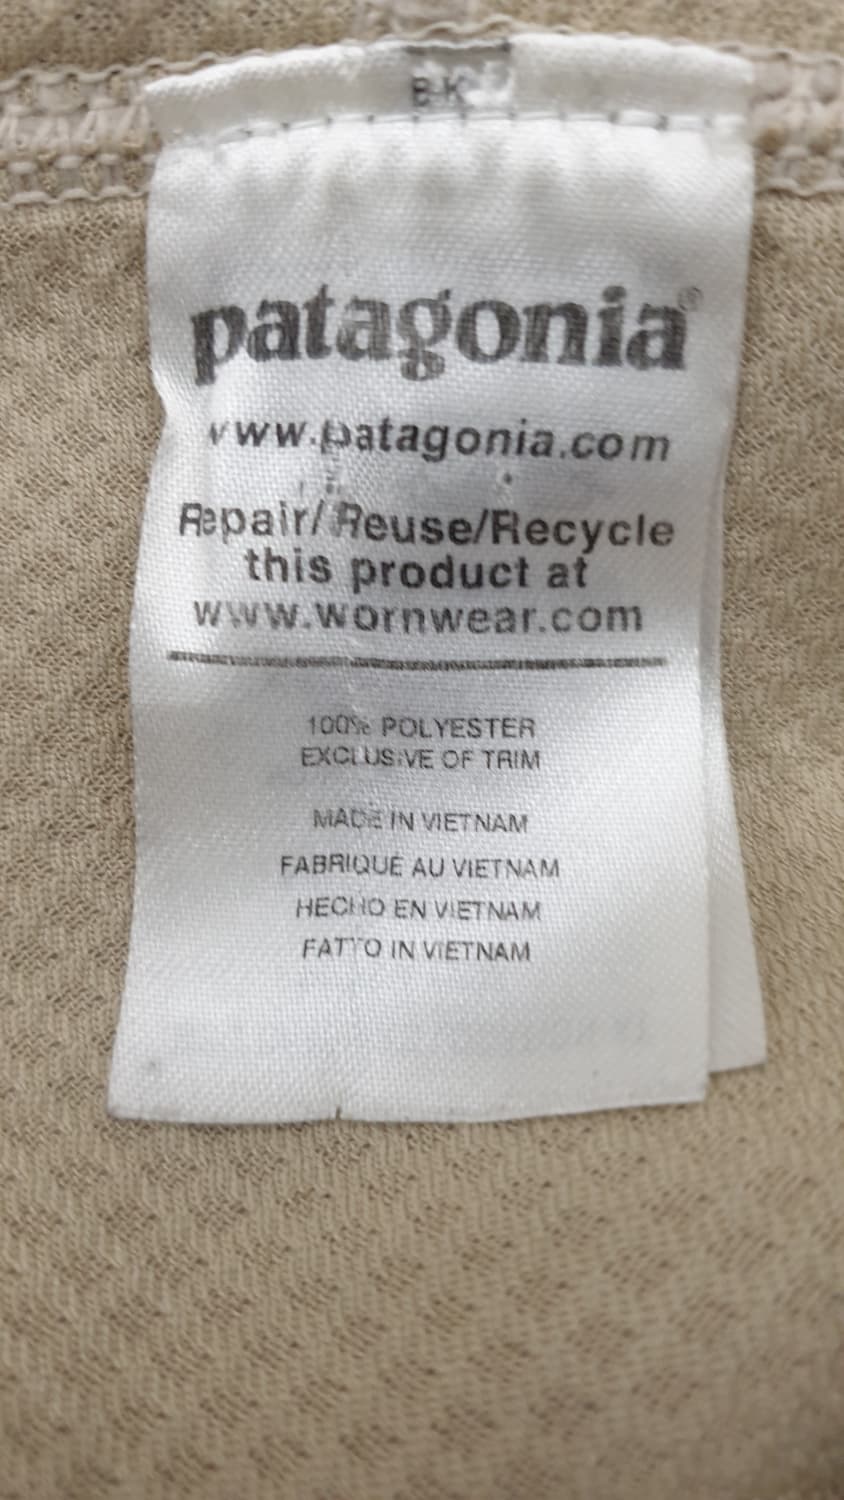 patagonia®
www.patagonia.com
Repair/Reuse/Recycle
this product at
www.wornwear.com
100% POLYESTER
EXCLUSIVE OF TRIM
MADE IN VIETNAM
FABRIQUÉ AU VIETNAM
HECHO EN VIETNAM
FATTO IN VIETNAM